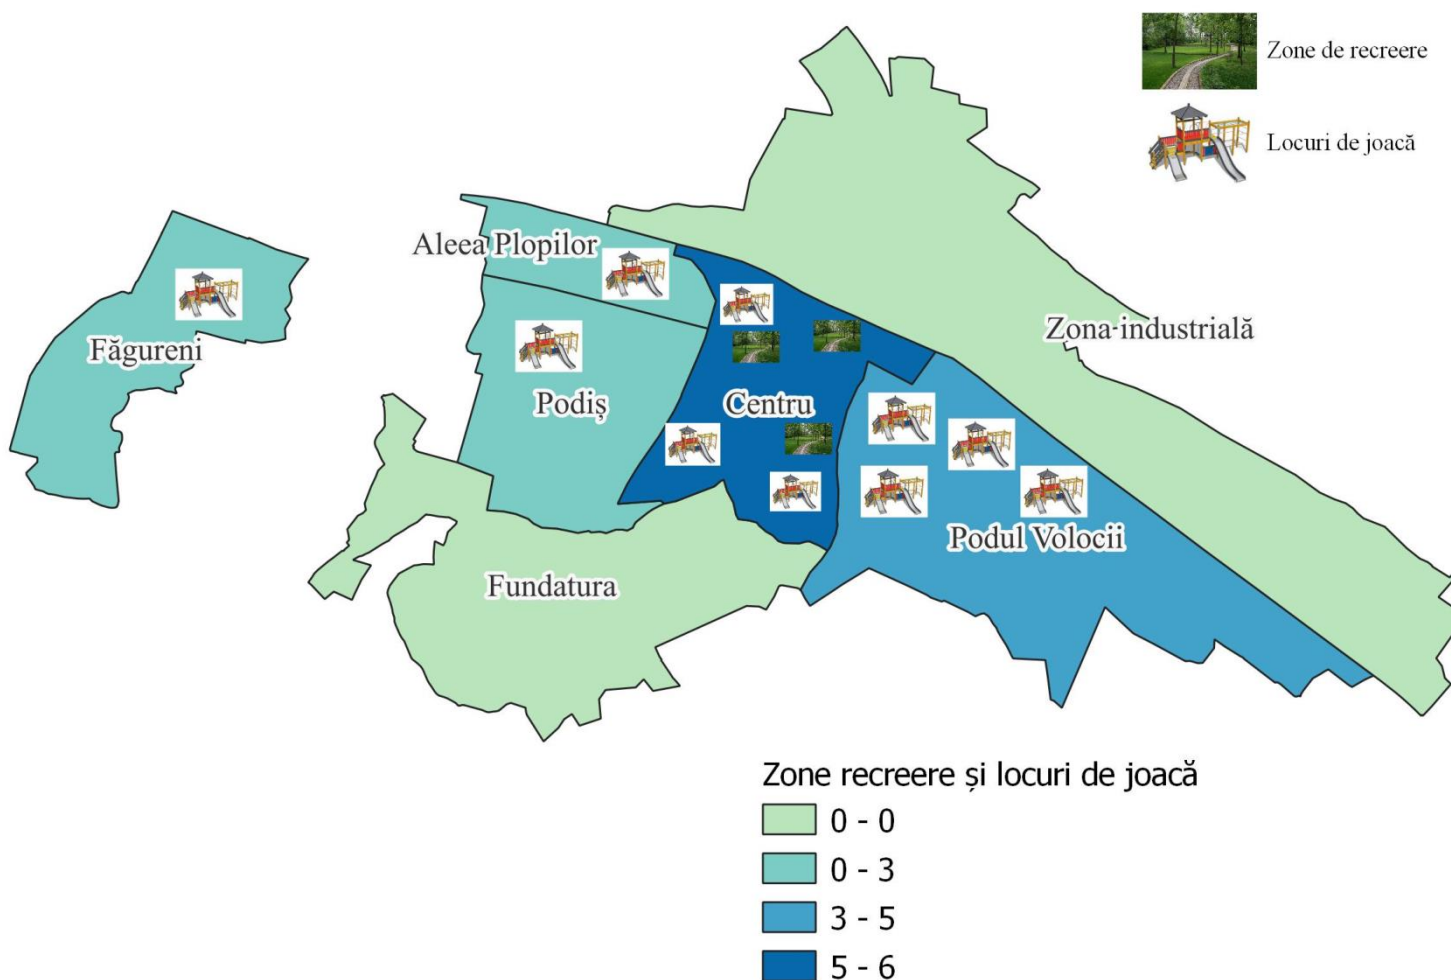 Zone de recreere
Locuri de joacă
Aleea Plopilor
Zona industrială
Făgureni
Podiș
Centru
Podul Volocii
Fundatura
Zone recreere și locuri de joacă
0 - 0
0 - 3
3 - 5
5 - 6